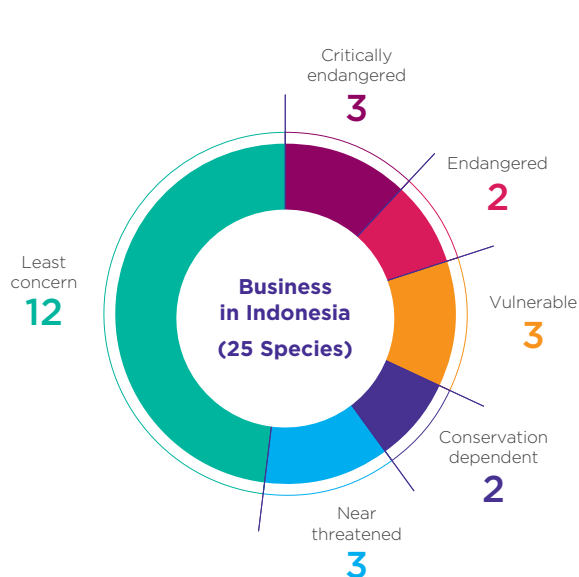 Critically
endangered
3
Endangered
2
Vulnerable
3
Conservation
dependent
2
Near
threatened
3
Least
concern
12
Business
in Indonesia
(25 Species)